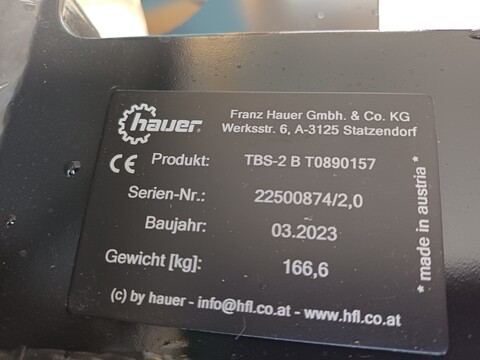 hauer®
Franz Hauer Gmbh. & Co. KG
Werksstr. 6, A-3125 Statzendorf
CE Produkt: TBS-2 B T0890157
Serien-Nr.: 22500874/2,0
Baujahr: 03.2023
Gewicht [kg]: 166,6
(c) by hauer - info@hfl.co.at - www.hfl.co.at
* made in austria *